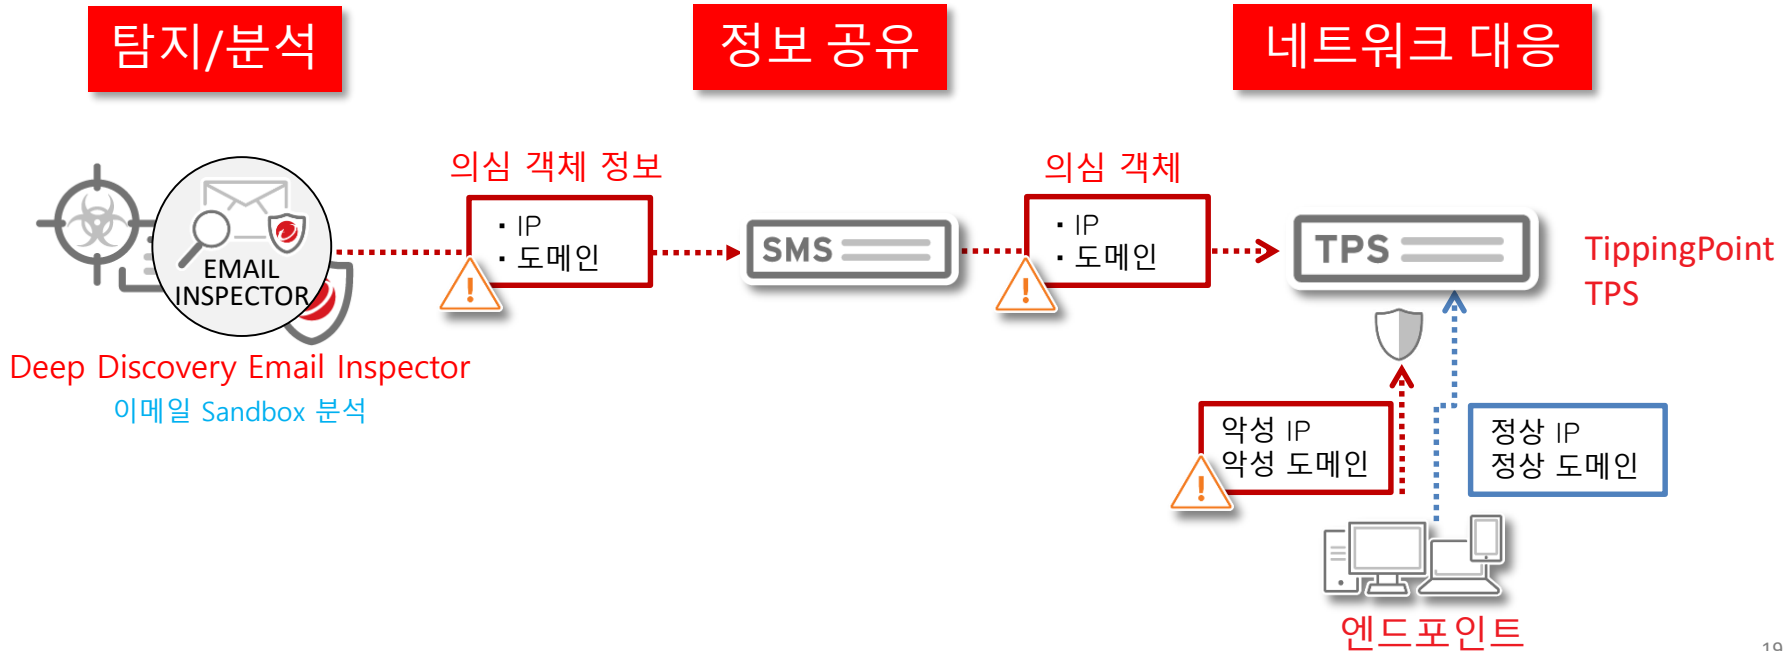 탐지/분석
정보 공유
네트워크 대응
의심 객체 정보
▪ IP
▪ 도메인
의심 객체
▪ IP
▪ 도메인
EMAIL
INSPECTOR
SMS
TPS
TippingPoint
TPS
Deep Discovery Email Inspector
이메일 Sandbox 분석
악성 IP
악성 도메인
정상 IP
정상 도메인
엔드포인트
19